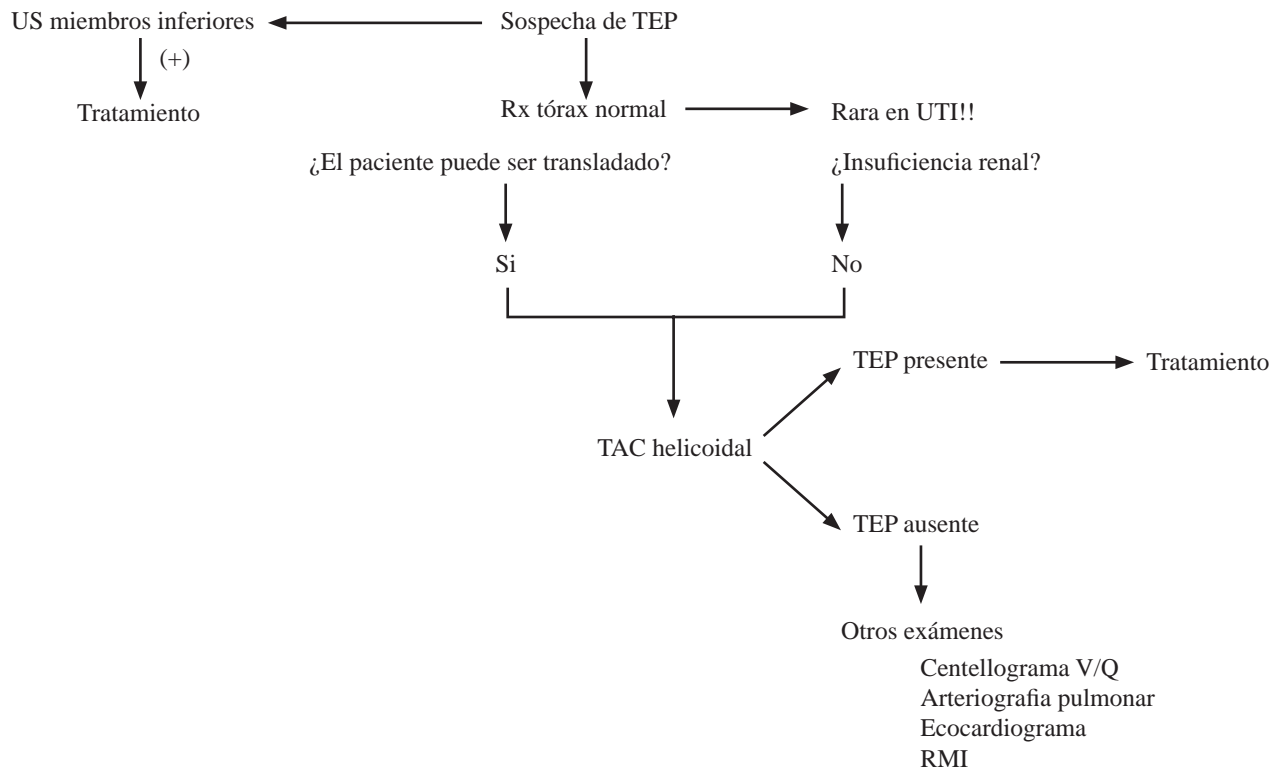 US miembros inferiores
Sospecha de TEP
(+)
Tratamiento
Rx tórax normal
Rara en UTI!!
¿El paciente puede ser transladado?
¿Insuficiencia renal?
Si
No
TEP presente
Tratamiento
TAC helicoidal
TEP ausente
Otros exámenes
Centellograma V/Q
Arteriografia pulmonar
Ecocardiograma
RMI